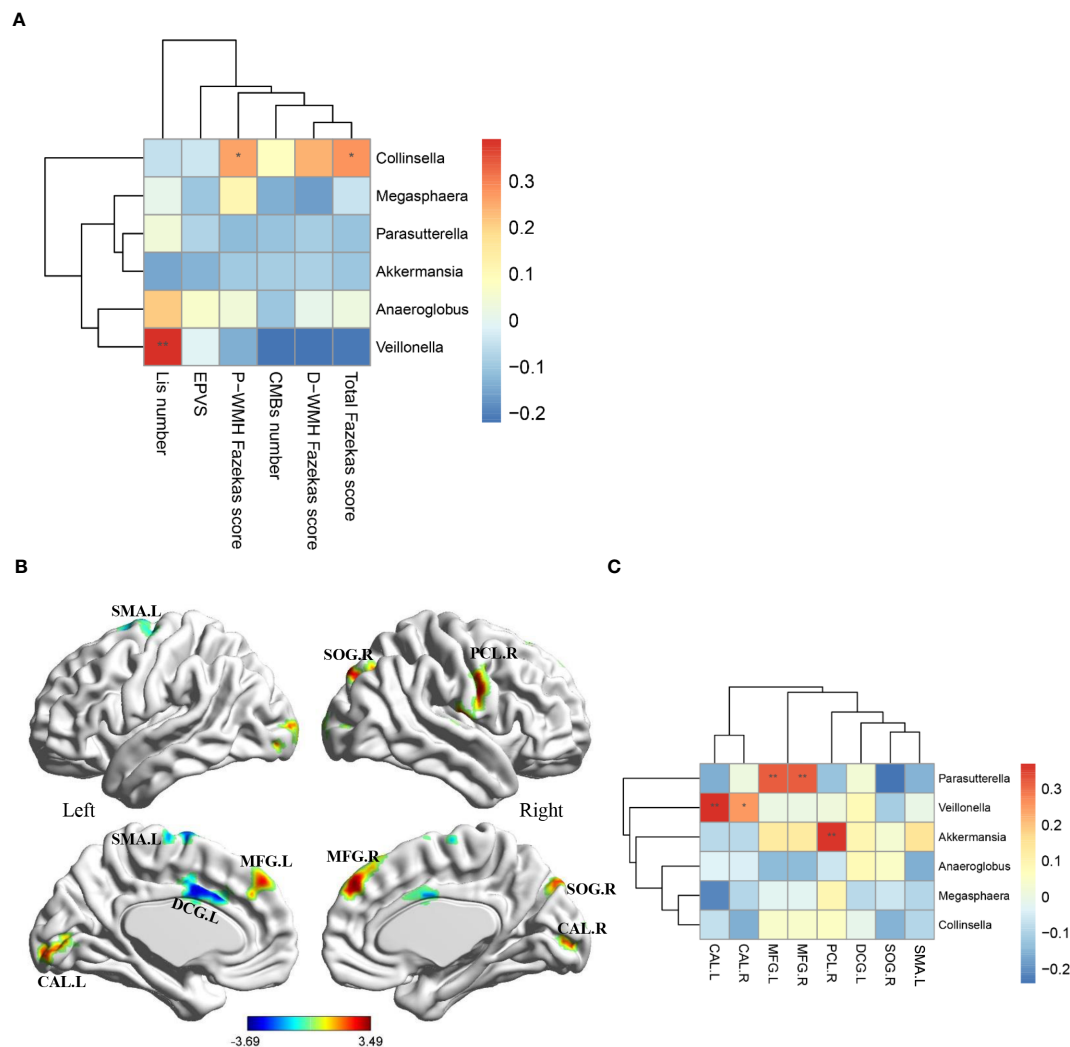 A
Collinsella
Megasphaera
Parasutterella
Akkermansia
Anaeroglobus
Veillonella
* *
**
0.3
0.2
0.1
0
−0.1
−0.2
Lis number
EPVS
P−WMH Fazekas score
CMBs number
D−WMH Fazekas score
Total Fazekas score
B
SMA.L
SOG.R
PCL.R
Left
Right
SMA.L
MFG.L
DCG.L
CAL.L
MFG.R
SOG.R
CAL.R
-3.69
3.49
C
Parasutterella
Veillonella
Akkermansia
Anaeroglobus
Megasphaera
Collinsella
** **
** *
**
0.3
0.2
0.1
0
−0.1
−0.2
CAL.L
CAL.R
MFG.L
MFG.R
PCL.R
DCG.L
SOG.R
SMA.L